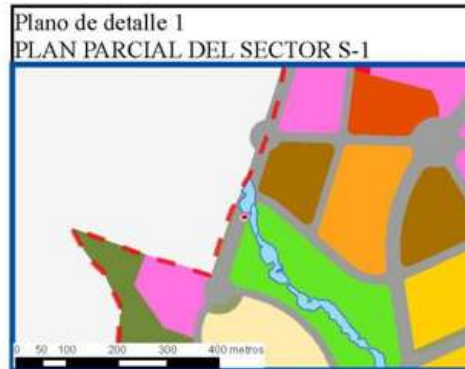 Plano de detalle 1
PLAN PARCIAL DEL SECTOR S-1
0 50 100 200 300 400 metros